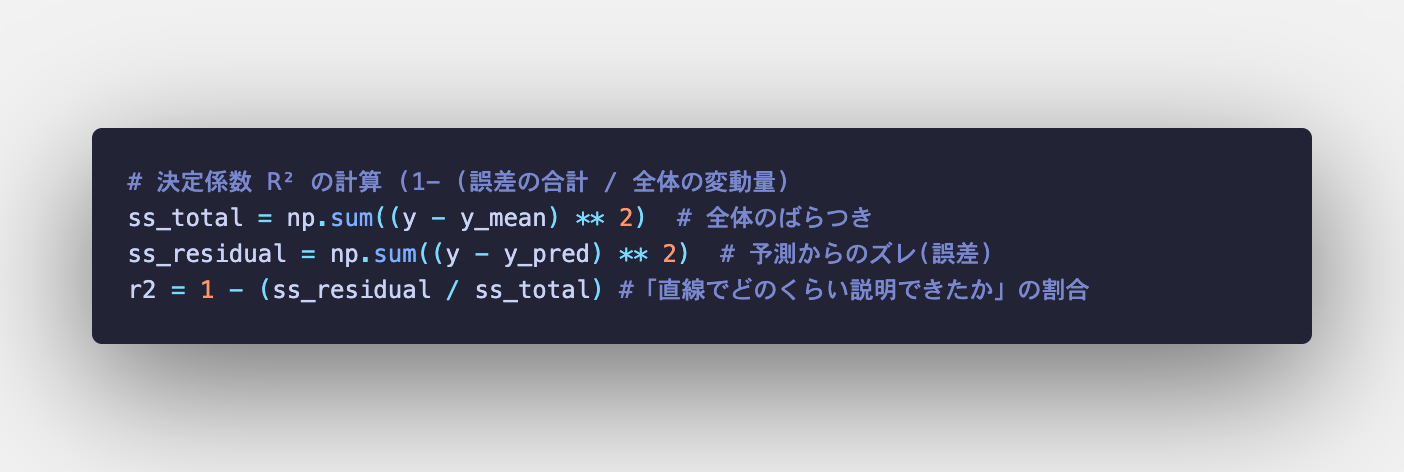 # 決定係数 R² の計算 (1- (誤差の合計 / 全体の変動量)
ss_total = np.sum((y - y_mean) ** 2)  # 全体のばらつき
ss_residual = np.sum((y - y_pred) ** 2)  # 予測からのズレ(誤差)
r2 = 1 - (ss_residual / ss_total) #「直線でどのくらい説明できたか」の割合